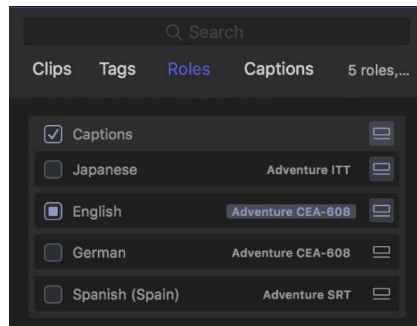 Search
Clips Tags Roles Captions 5 roles,...
Captions
Japanese Adventure ITT
English Adventure CEA-608
German Adventure CEA-608
Spanish (Spain) Adventure SRT